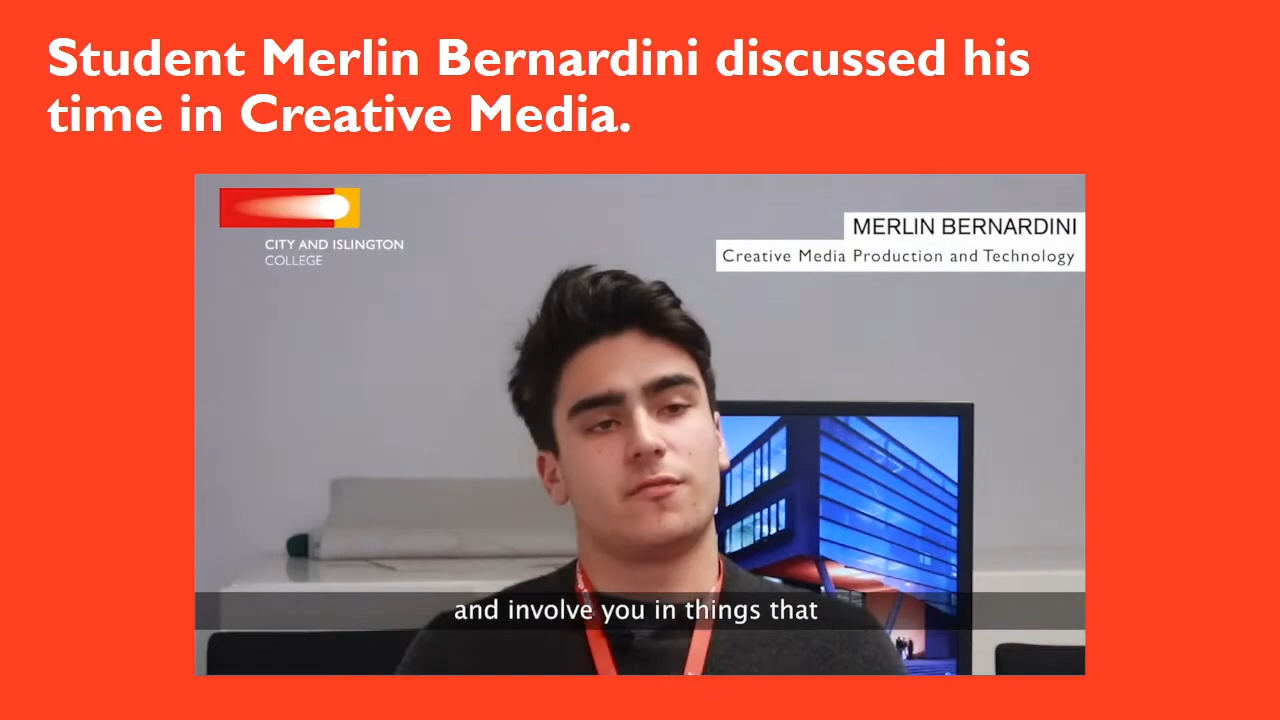 Student Merlin Bernardini discussed his
time in Creative Media.
CITY AND ISLINGTON
COLLEGE
MERLIN BERNARDINI
Creative Media Production and Technology
and involve you in things that